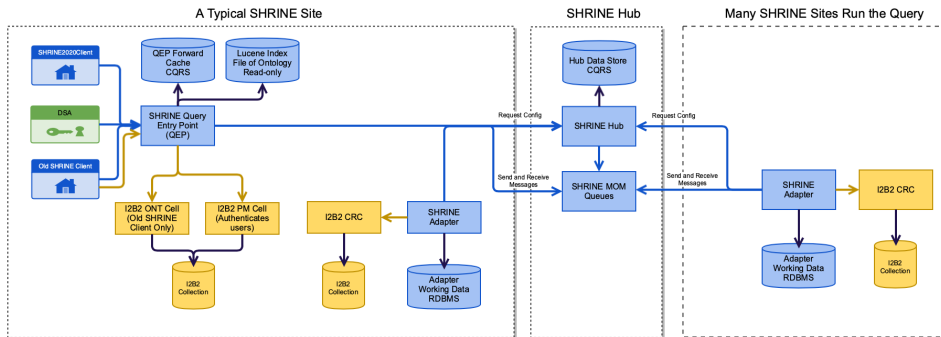 A Typical SHRINE Site
SHRINE Hub
Many SHRINE Sites Run the Query
SHRINE2020Client
DSA
Old SHRINE Client
QEP Forward
Cache
CQRS
Lucene Index
File of Ontology
Read-only
SHRINE Query
Entry Point
(QEP)
I2B2 ONT Cell
(Old SHRINE
Client Only)
I2B2 PM Cell
(Authenticates
users)
I2B2
Collection
I2B2 CRC
I2B2
Collection
SHRINE
Adapter
Adapter
Working Data
RDBMS
Request Config
Send and Receive
Messages
Hub Data Store
CQRS
SHRINE Hub
SHRINE MOM
Queues
Request Config
Send and Receive
Messages
SHRINE
Adapter
I2B2 CRC
Adapter
Working Data
RDBMS
I2B2
Collection